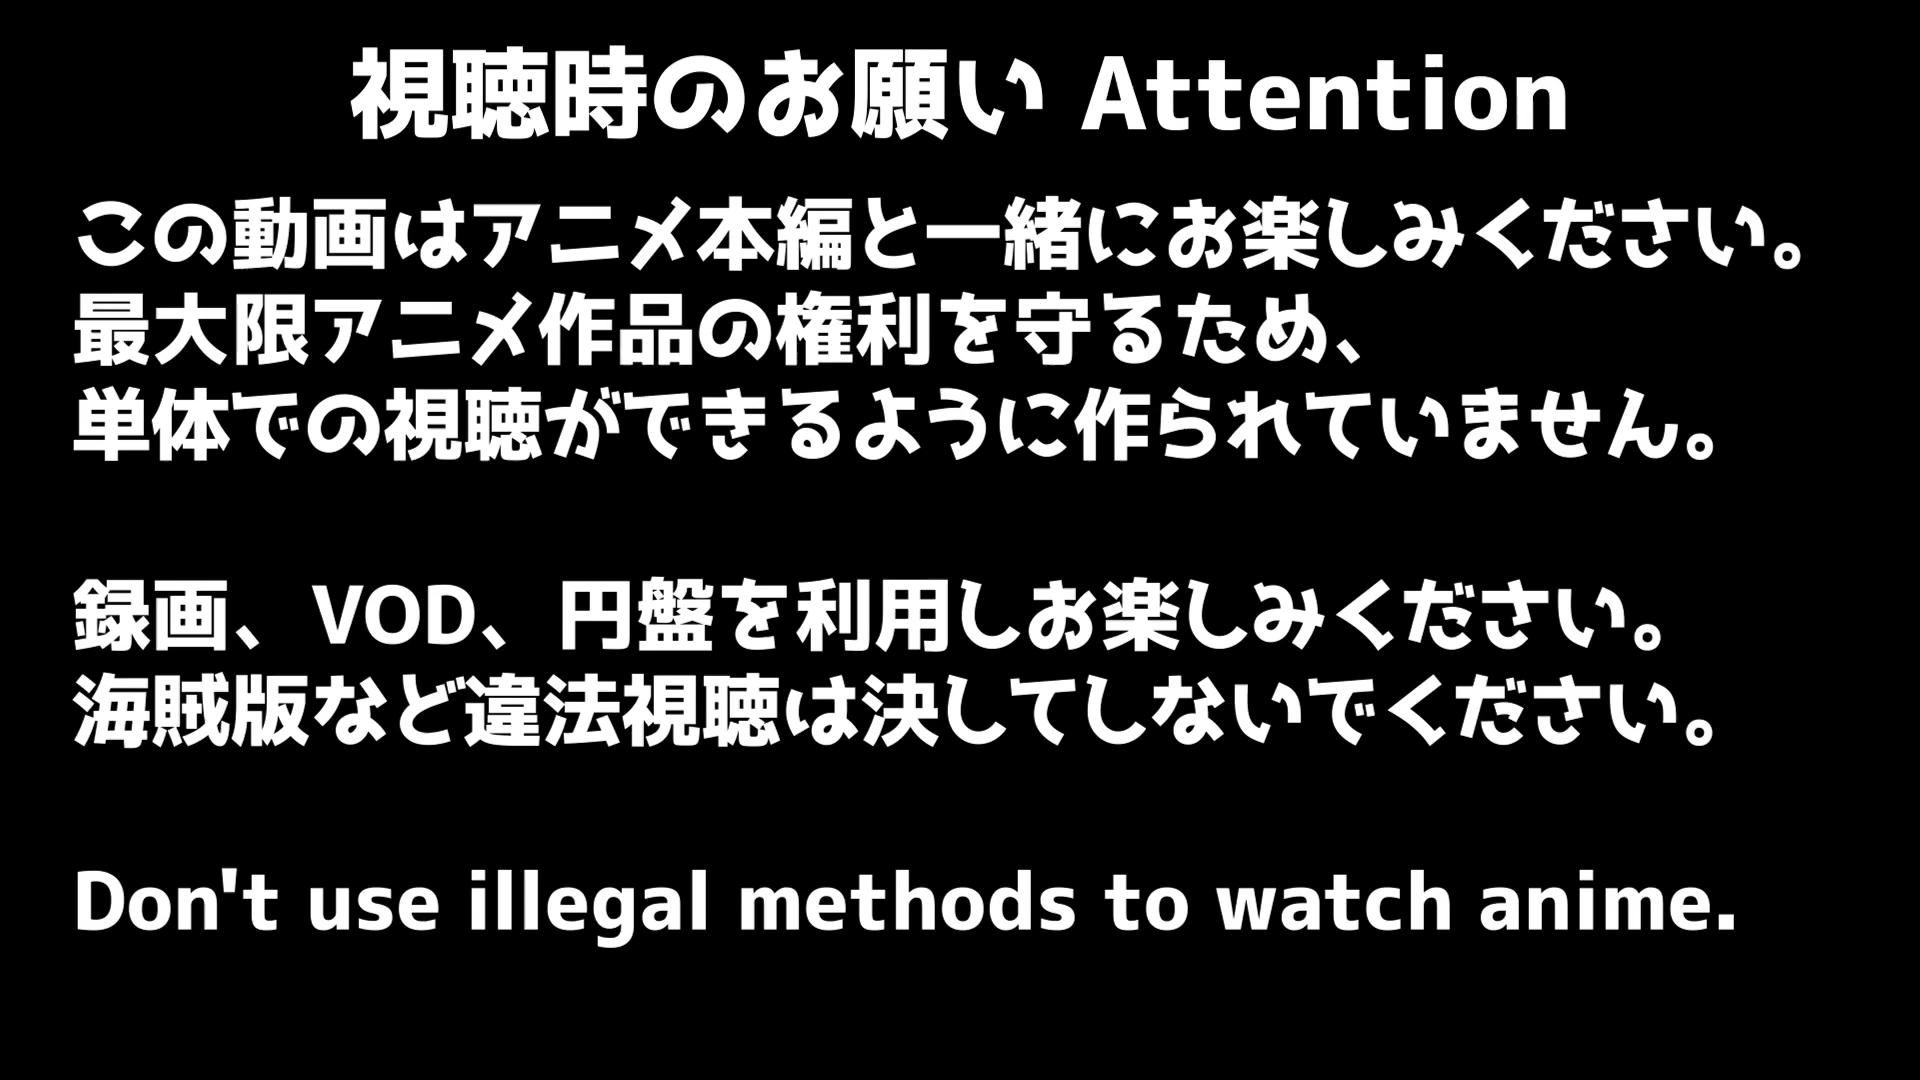 視聴時のお願い Attention
この動画はアニメ本編と一緒にお楽しみください。
最大限アニメ作品の権利を守るため、
単体での視聴ができるように作られていません。
録画、VOD、円盤を利用しお楽しみください。
海賊版など違法視聴は決してしないでください。
Don't use illegal methods to watch anime.